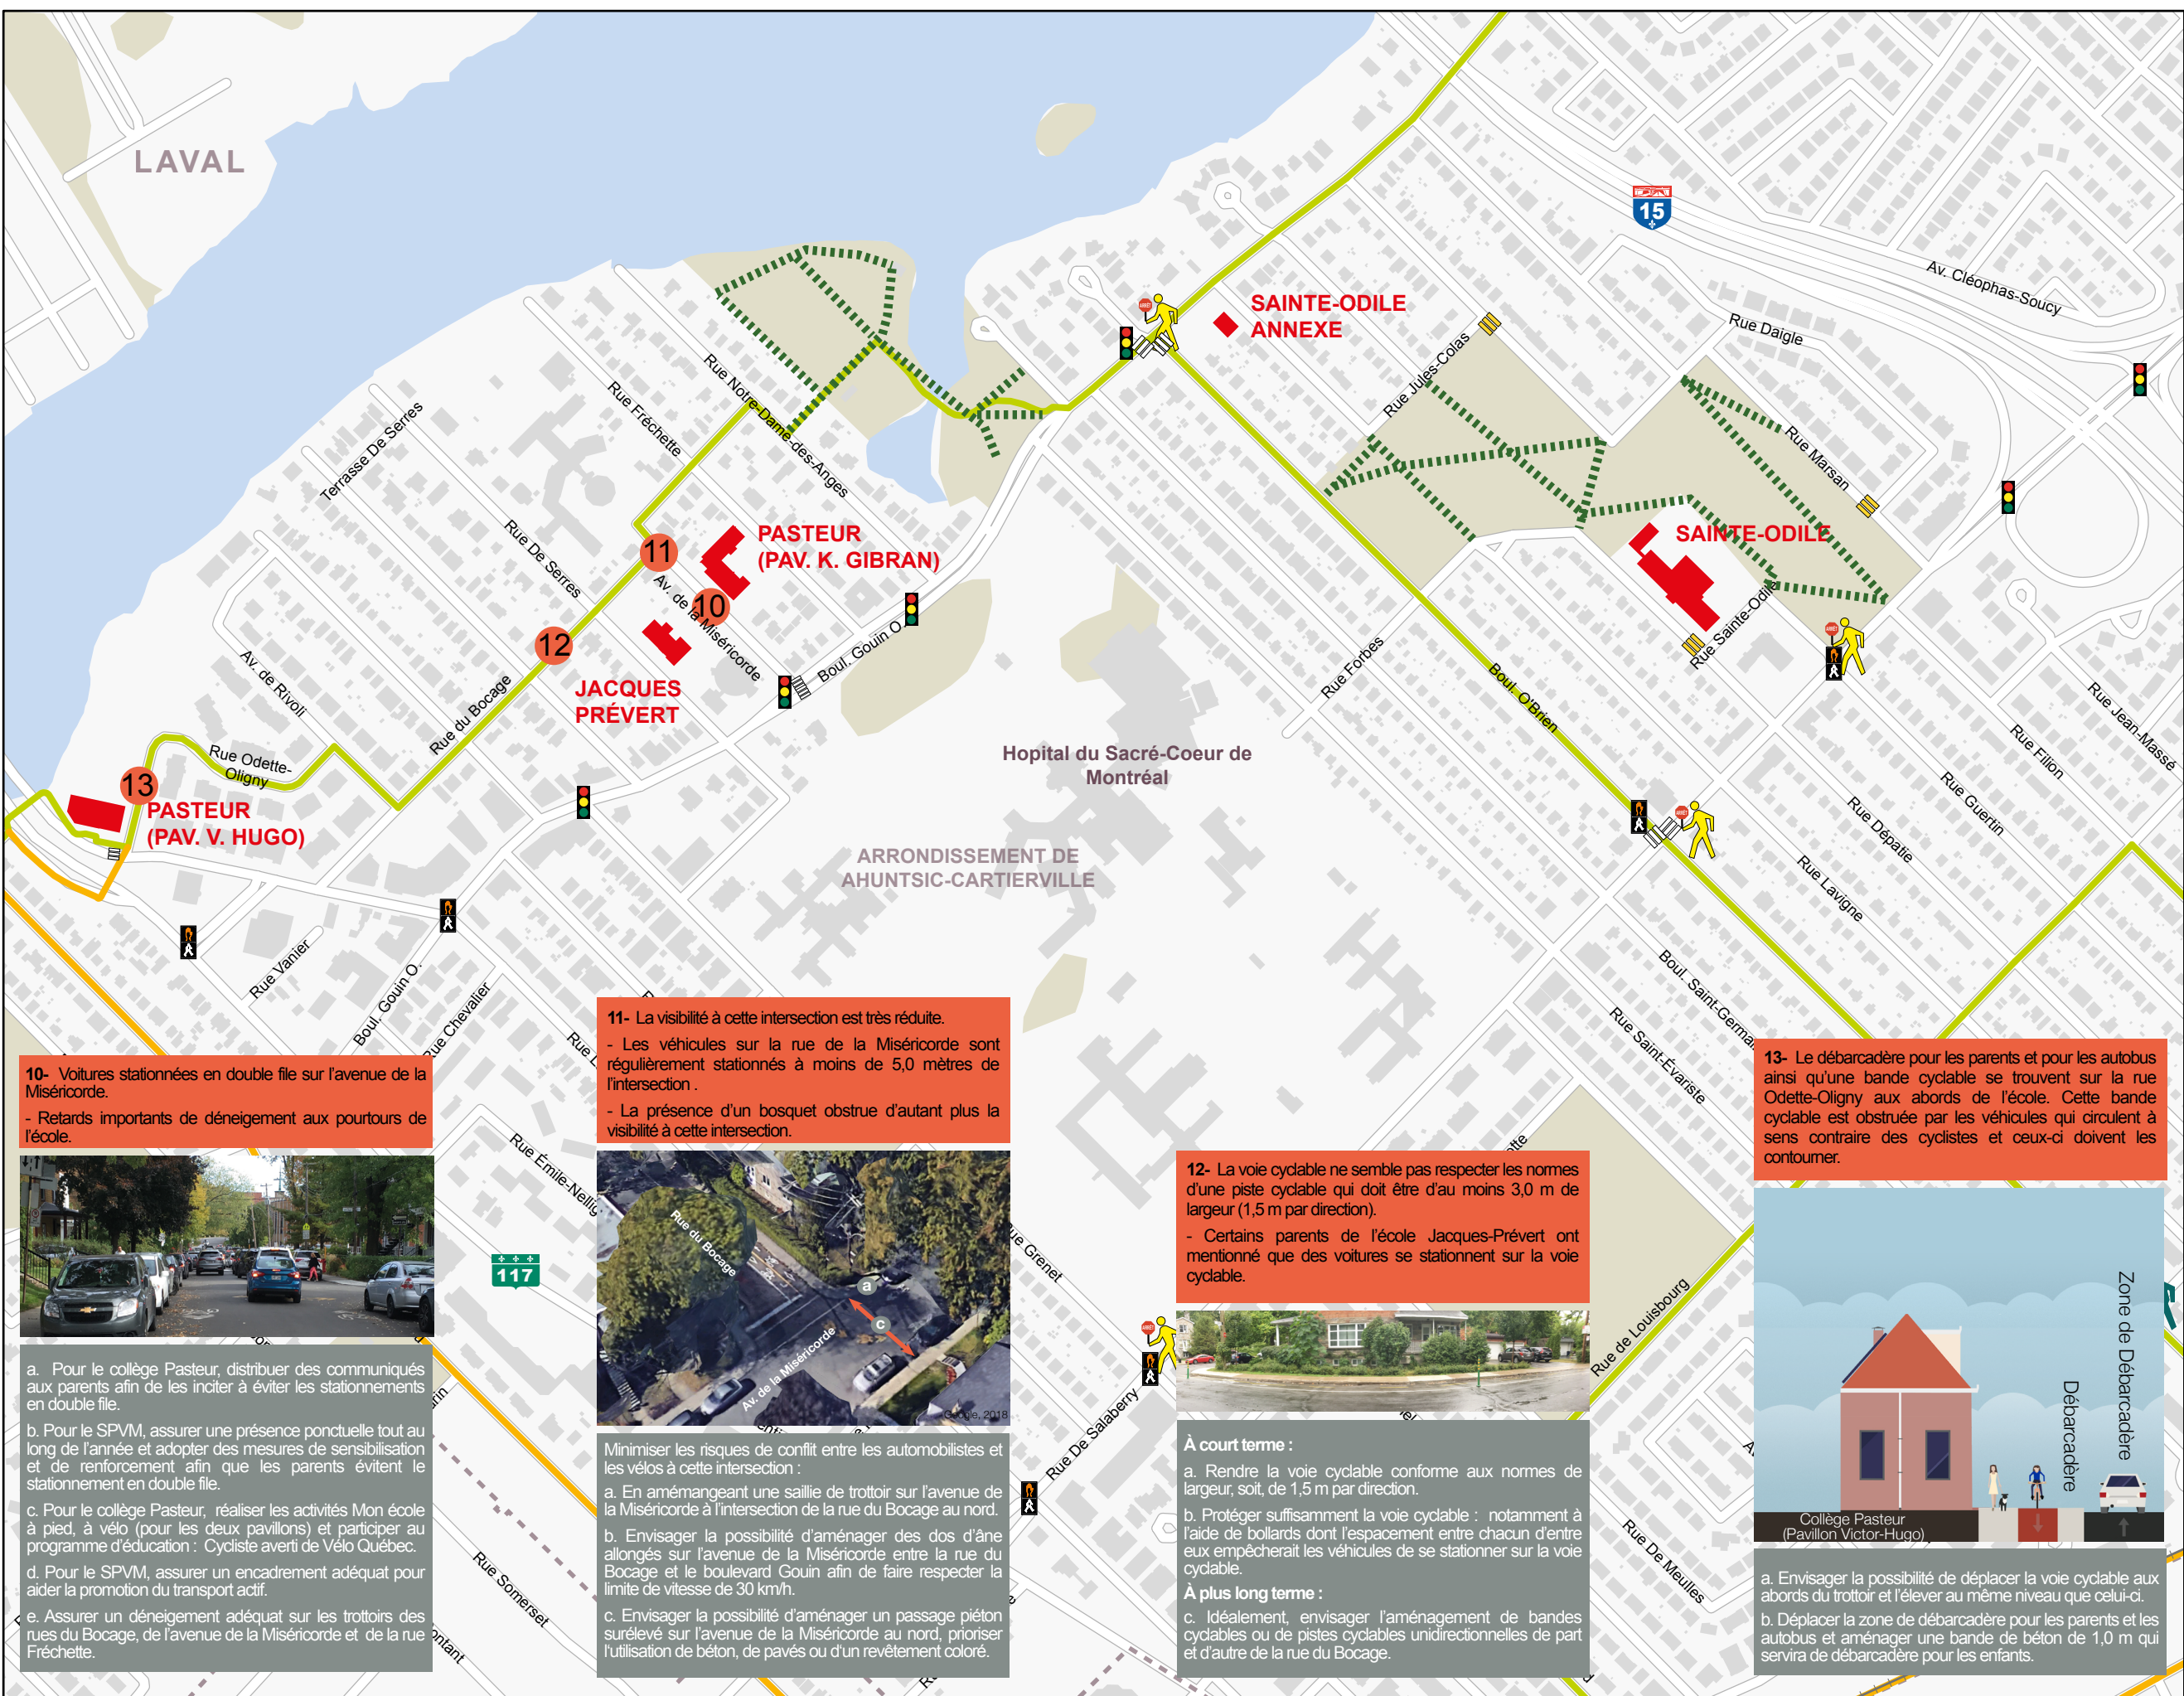 LAVAL
15
Av. Cléophas-Soucy
Rue Daigle
SAINTE-ODILE
ANNEXE
Rue Jules-Colas
Rue Marsan
SAINTE-ODILE
Rue Sainte-Odile
Rue Notre-Dame-des-Anges
Rue Fréchette
Terrasse De Serres
Rue De Serres
PASTEUR
(PAV. K. GIBRAN)
11
Av. de la Miséricorde
10
12
JACQUES
PRÉVERT
Boul. Gouin O.
Av. de Rivoli
Rue du Bocage
Rue Odette-
Oligny
13
PASTEUR
(PAV. V. HUGO)
Hopital du Sacré-Coeur de
Montréal
ARRONDISSEMENT DE
AHUNTSIC-CARTIERVILLE
Rue Forbes
Boul. O'Brien
Rue Jean-Massé
Rue Filion
Rue Guertin
Rue Dépatie
Rue Lavigne
Rue Vanier
Boul. Gouin O.
Rue Chevalier
Boul. Saint-Germa
Rue Saint-Évariste
Rue Émile-Nellig
117
Rue Grenet
Rue De Salaberry
Rue de Louisbourg
Rue De Meulles
Rue Somerset
10- Voitures stationnées en double file sur l'avenue de la
Miséricorde.
- Retards importants de déneigement aux pourtours de
l'école.
a. Pour le collège Pasteur, distribuer des communiqués
aux parents afin de les inciter à éviter les stationnements
en double file.
b. Pour le SPVM, assurer une présence ponctuelle tout au
long de l'année et adopter des mesures de sensibilisation
et de renforcement afin que les parents évitent le
stationnement en double file.
c. Pour le collège Pasteur, réaliser les activités Mon école
à pied, à vélo (pour les deux pavillons) et participer au
programme d'éducation : Cycliste averti de Vélo Québec.
d. Pour le SPVM, assurer un encadrement adéquat pour
aider la promotion du transport actif.
e. Assurer un déneigement adéquat sur les trottoirs des
rues du Bocage, de l'avenue de la Miséricorde et de la rue
Fréchette.
11- La visibilité à cette intersection est très réduite.
- Les véhicules sur la rue de la Miséricorde sont
régulièrement stationnés à moins de 5,0 mètres de
l'intersection .
- La présence d'un bosquet obstrue d'autant plus la
visibilité à cette intersection.
Rue du Bocage
a
c
Av. de la Miséricorde
Google, 2018
Minimiser les risques de conflit entre les automobilistes et
les vélos à cette intersection :
a. En amémangeant une saillie de trottoir sur l'avenue de
la Miséricorde à l'intersection de la rue du Bocage au nord.
b. Envisager la possibilité d'aménager des dos d'âne
allongés sur l'avenue de la Miséricorde entre la rue du
Bocage et le boulevard Gouin afin de faire respecter la
limite de vitesse de 30 km/h.
c. Envisager la possibilité d'aménager un passage piéton
surélevé sur l'avenue de la Miséricorde au nord, prioriser
l'utilisation de béton, de pavés ou d'un revêtement coloré.
12- La voie cyclable ne semble pas respecter les normes
d'une piste cyclable qui doit être d'au moins 3,0 m de
largeur (1,5 m par direction).
- Certains parents de l'école Jacques-Prévert ont
mentionné que des voitures se stationnent sur la voie
cyclable.
À court terme :
a. Rendre la voie cyclable conforme aux normes de
largeur, soit, de 1,5 m par direction.
b. Protéger suffisamment la voie cyclable : notamment à
l'aide de bollards dont l'espacement entre chacun d'entre
eux empêcherait les véhicules de se stationner sur la voie
cyclable.
À plus long terme :
c. Idéalement, envisager l'aménagement de bandes
cyclables ou de pistes cyclables unidirectionnelles de part
et d'autre de la rue du Bocage.
13- Le débarcadère pour les parents et pour les autobus
ainsi qu'une bande cyclable se trouvent sur la rue
Odette-Oligny aux abords de l'école. Cette bande
cyclable est obstruée par les véhicules qui circulent à
sens contraire des cyclistes et ceux-ci doivent les
contourner.
Zone de Débarcadère
Débarcadère
Collège Pasteur
(Pavillon Victor-Hugo)
a. Envisager la possibilité de déplacer la voie cyclable aux
abords du trottoir et l'élever au même niveau que celui-ci.
b. Déplacer la zone de débarcadère pour les parents et les
autobus et aménager une bande de béton de 1,0 m qui
servira de débarcadère pour les enfants.